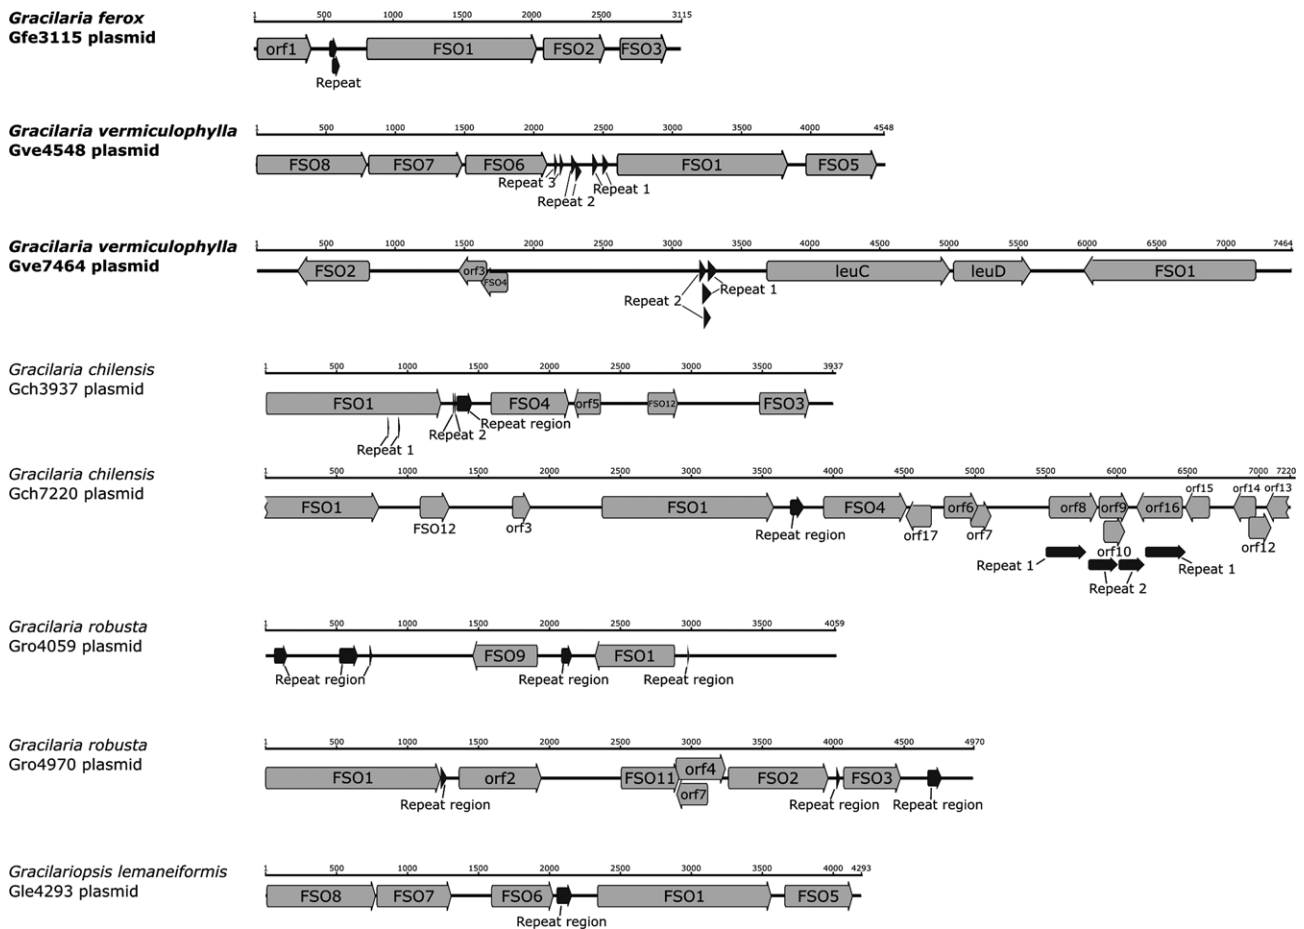 Gracilaria ferox
Gfe3115 plasmid
1 500 1000 1500 2000 2500 3115
orf1 FSO1 FSO2 FSO3
Repeat
Gracilaria vermiculophylla
Gve4548 plasmid
1 500 1000 1500 2000 2500 3000 3500 4000 4548
FSO8 FSO7 FSO6 FSO1 FSO5
Repeat 3 Repeat 1
Repeat 2
Gracilaria vermiculophylla
Gve7464 plasmid
1 500 1000 1500 2000 2500 3000 3500 4000 4500 5000 5500 6000 6500 7000 7464
FSO2 orf3 leuC leuD FSO1
FSO4
Repeat 2 Repeat 1
Gracilaria chilensis
Gch3937 plasmid
1 500 1000 1500 2000 2500 3000 3500 3937
FSO1 FSO4 orf5 FSO12 FSO3
Repeat 2 Repeat region
Repeat 1
Gracilaria chilensis
Gch7220 plasmid
1 500 1000 1500 2000 2500 3000 3500 4000 4500 5000 5500 6000 6500 7000 7220
orf15 orf14 orf13
FSO1 FSO1 FSO4 orf6 orf8 orf9 orf16
FSO12 orf3 Repeat region orf17 orf7 orf10 orf12
Repeat 1 Repeat 2 Repeat 1
Gracilaria robusta
Gro4059 plasmid
1 500 1000 1500 2000 2500 3000 3500 4059
FSO9 FSO1
Repeat region Repeat region Repeat region
Gracilaria robusta
Gro4970 plasmid
1 500 1000 1500 2000 2500 3000 3500 4000 4500 4970
FSO1 orf2 FSO11 orf4 FSO2 FSO3
orf7
Repeat region Repeat region Repeat region
Gracilariopsis lemaneiformis
Gle4293 plasmid
1 500 1000 1500 2000 2500 3000 3500 4000 4293
FSO8 FSO7 FSO6 FSO1 FSO5
Repeat region